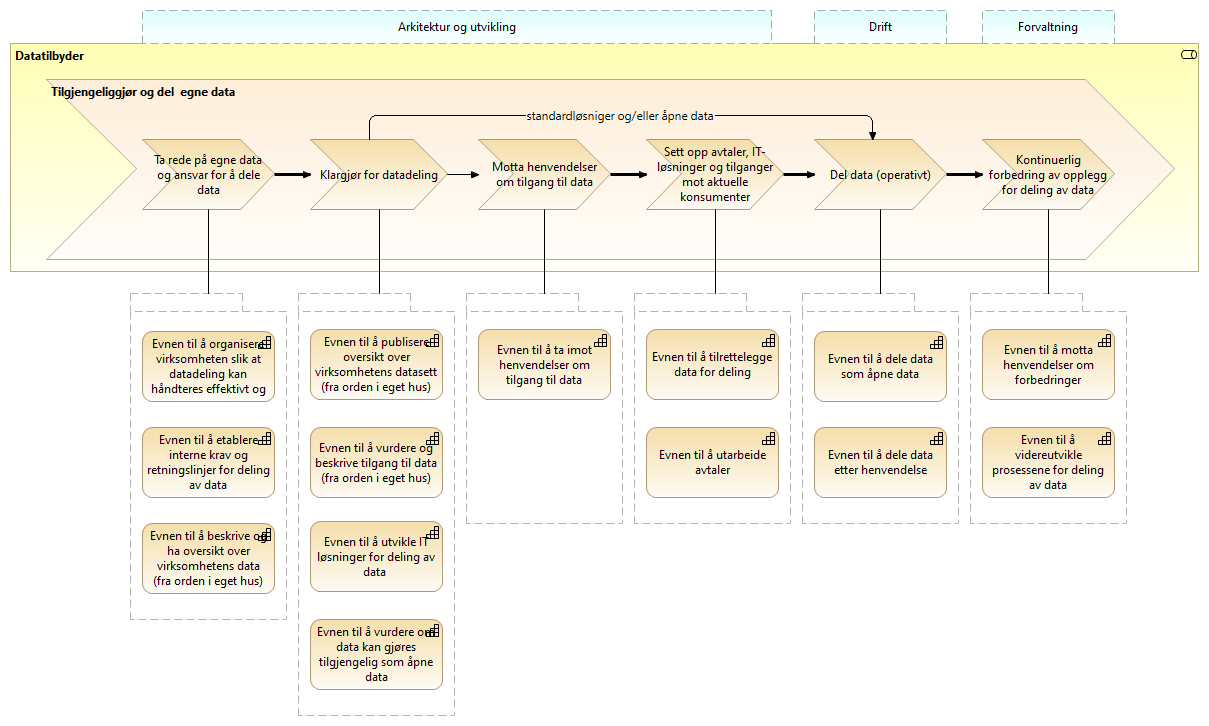 Arkitektur og utvikling
Drift
Forvaltning
Datatilbyder
Tilgjengeliggjør og del  egne data
standardløsniger og/eller åpne data
Ta rede på egne data
og ansvar for å dele
data
Klargjør for datadeling
Motta henvendelser
om tilgang til data
Sett opp avtaler, IT-
løsninger og tilganger
mot aktuelle
konsumenter
Del data (operativt)
Kontinuerlig
forbedring av opplegg
for deling av data
Evnen til å organisere
virksomheten slik at
datadeling kan
håndteres effektivt og
Evnen til å etablere
interne krav og
retningslinjer for deling
av data
Evnen til å beskrive og
ha oversikt over
virksomhetens data
(fra orden i eget hus)
Evnen til å publisere
oversikt over
virksomhetens datasett
(fra orden i eget hus)
Evnen til å vurdere og
beskrive tilgang til data
(fra orden i eget hus)
Evnen til å utvikle IT
løsninger for deling av
data
Evnen til å vurdere om
data kan gjøres
tilgjengelig som åpne
data
Evnen til å ta imot
henvendelser om
tilgang til data
Evnen til å tilrettelegge
data for deling
Evnen til å utarbeide
avtaler
Evnen til å dele data
som åpne data
Evnen til å dele data
etter henvendelse
Evnen til å motta
henvendelser om
forbedringer
Evnen til å
videreutvikle
prosessene for deling
av data